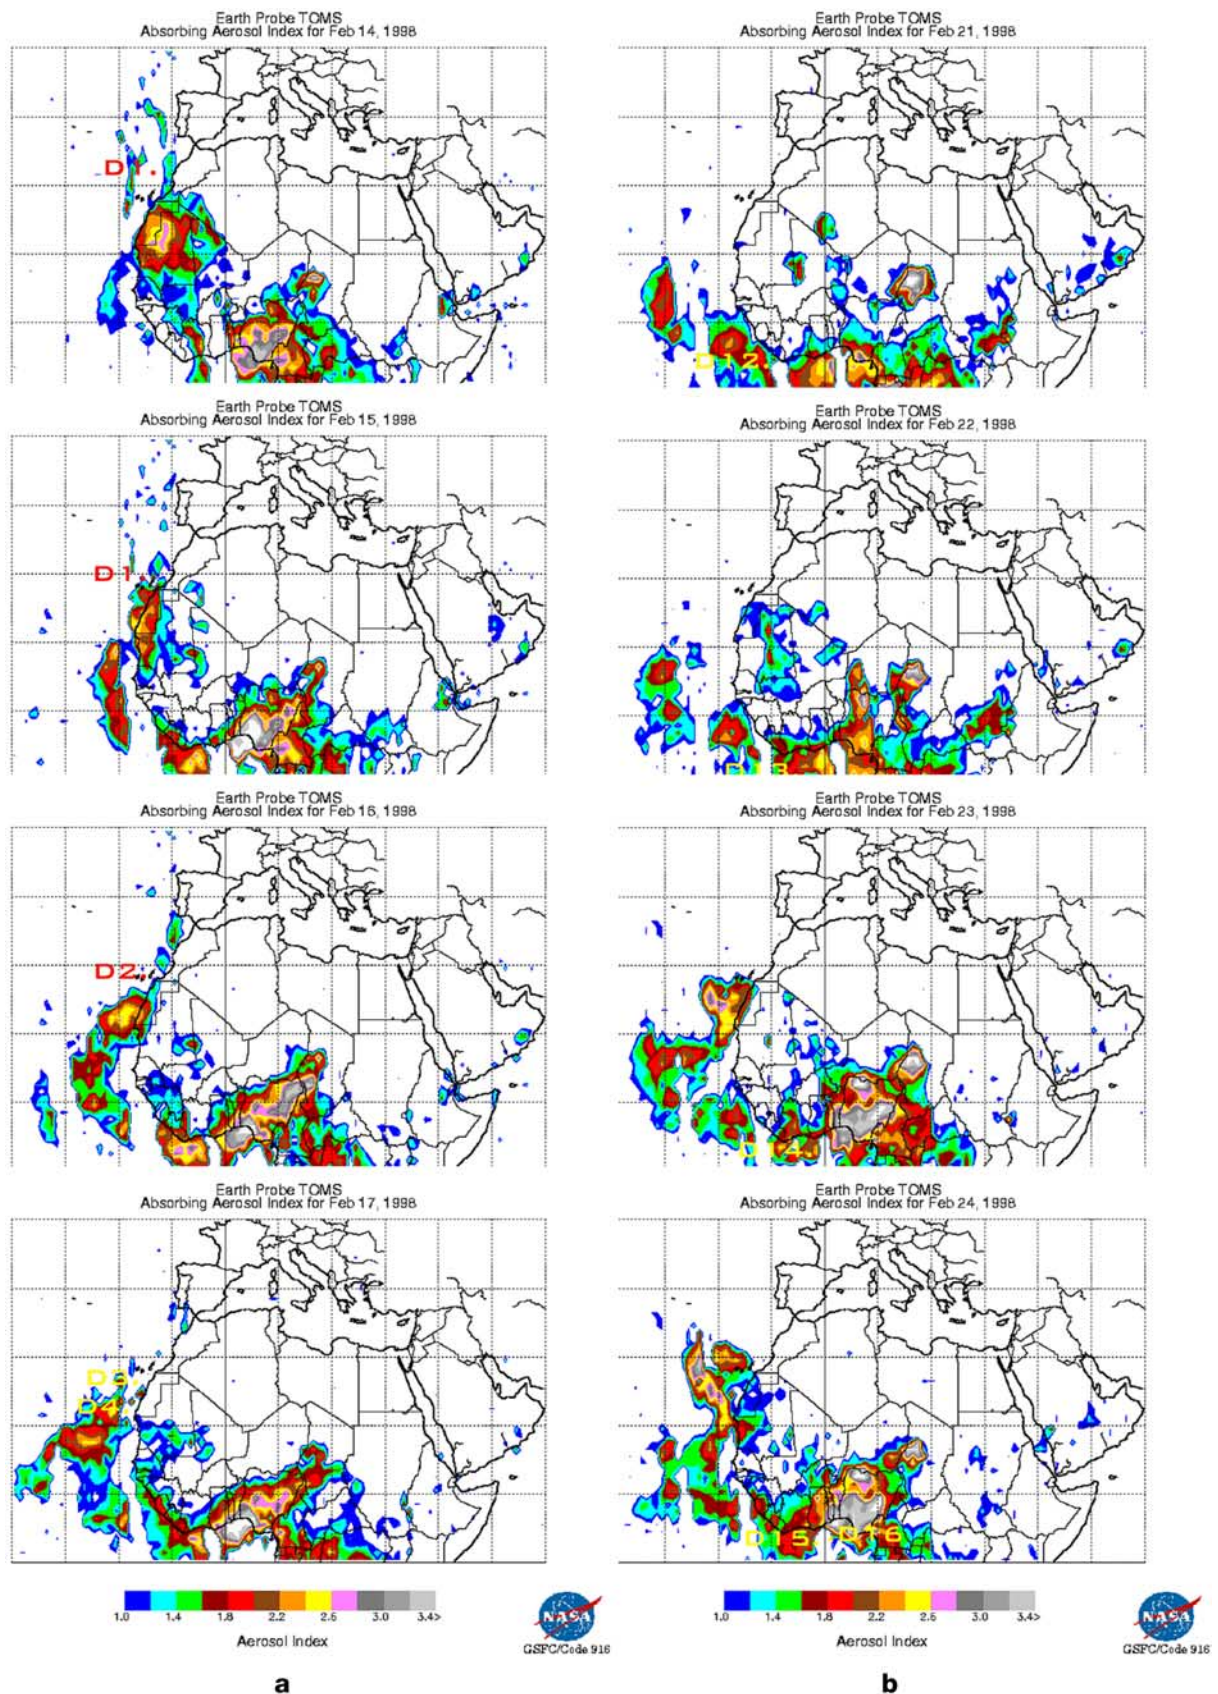 Earth Probe TOMS
Absorbing Aerosol Index for Feb 14, 1998
D1.
Earth Probe TOMS
Absorbing Aerosol Index for Feb 15, 1998
D1.
Earth Probe TOMS
Absorbing Aerosol Index for Feb 16, 1998
D2.
Earth Probe TOMS
Absorbing Aerosol Index for Feb 17, 1998
D3.
D4.
1.0 1.4 1.8 2.2 2.6 3.0 3.4>
Aerosol Index
NASA
GSFC/Code 916
a
Earth Probe TOMS
Absorbing Aerosol Index for Feb 21, 1998
D12.
Earth Probe TOMS
Absorbing Aerosol Index for Feb 22, 1998
D13
Earth Probe TOMS
Absorbing Aerosol Index for Feb 23, 1998
D14
Earth Probe TOMS
Absorbing Aerosol Index for Feb 24, 1998
D15. D16
1.0 1.4 1.8 2.2 2.6 3.0 3.4>
Aerosol Index
NASA
GSFC/Code 916
b